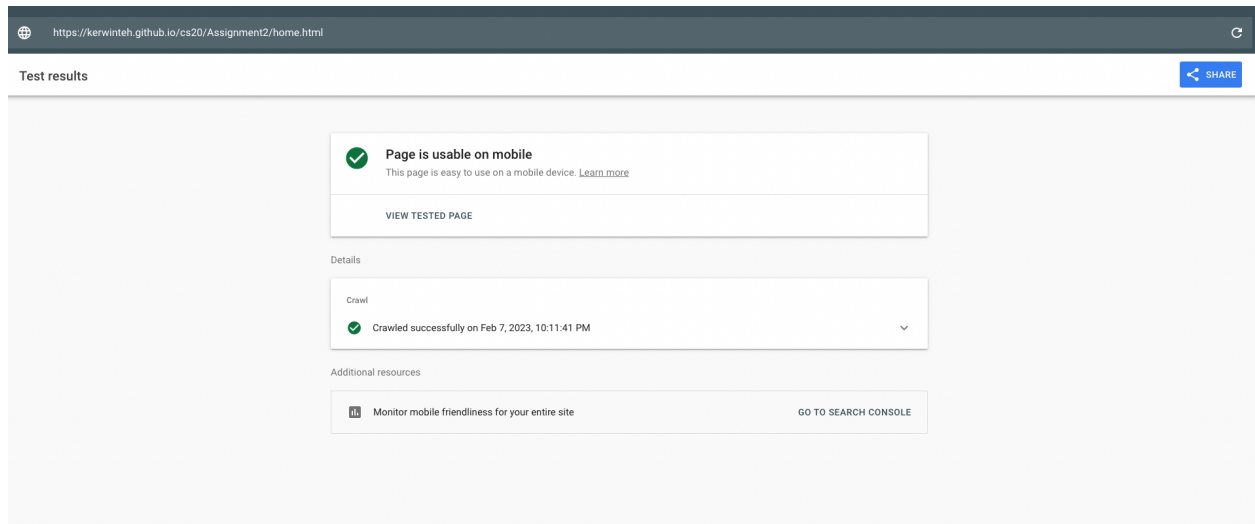 https://kerwinteh.github.io/cs20/Assignment2/home.html
Test results
SHARE
Page is usable on mobile
This page is easy to use on a mobile device. Learn more
VIEW TESTED PAGE
Details
Crawl
Crawled successfully on Feb 7, 2023, 10:11:41 PM
Additional resources
Monitor mobile friendliness for your entire site
GO TO SEARCH CONSOLE